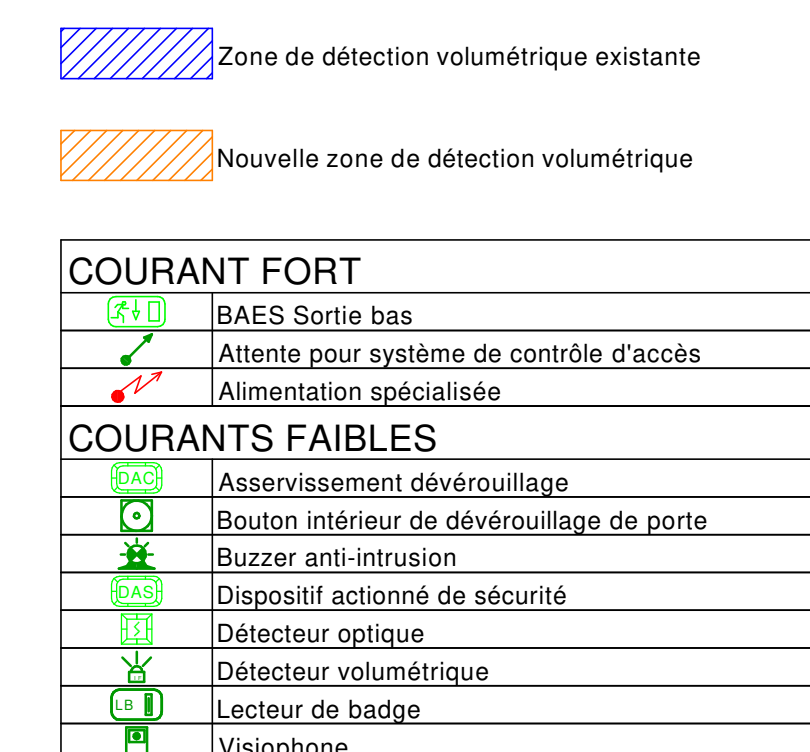 Zone de détection volumétrique existante
Nouvelle zone de détection volumétrique
COURANT FORT
BAES Sortie bas
Attente pour système de contrôle d'accès
Alimentation spécialisée
COURANTS FAIBLES
DAC Asservissement dévérouillage
Bouton intérieur de dévérouillage de porte
Buzzer anti-intrusion
DAS Dispositif actionné de sécurité
Détecteur optique
Détecteur volumétrique
LB Lecteur de badge
Visiophone